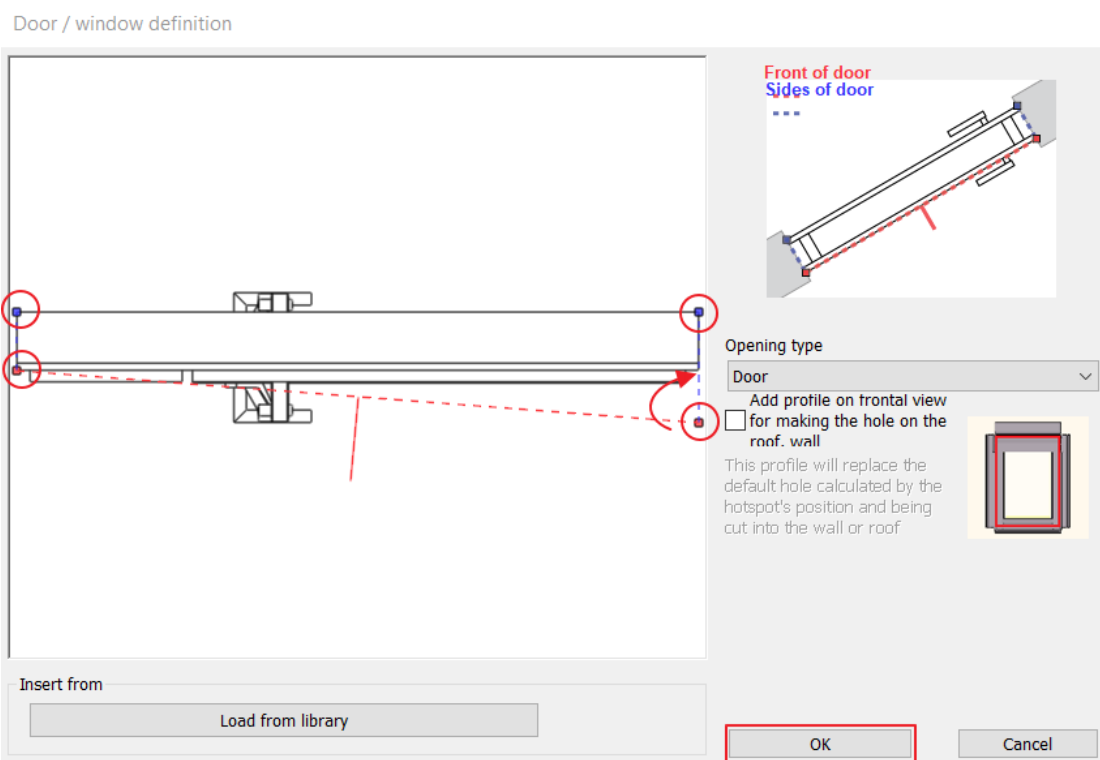 Door / window definition
Front of door
Sides of door
Opening type
Door
Add profile on frontal view
for making the hole on the
roof, wall
This profile will replace the
default hole calculated by the
hotspot's position and being
cut into the wall or roof
Insert from
Load from library
OK
Cancel